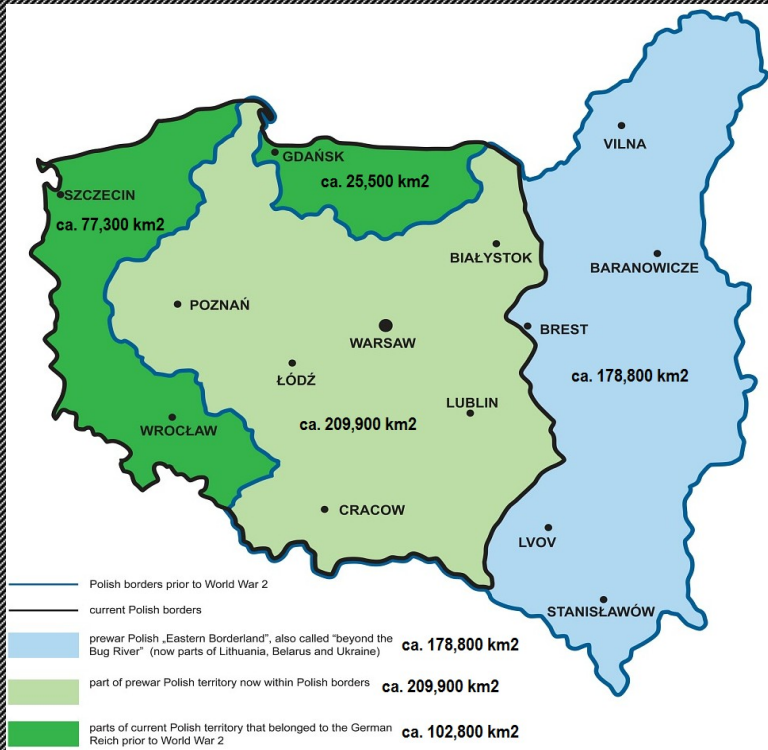 VILNA
GDAŃSK
ca. 25,500 km2
SZCZECIN
ca. 77,300 km2
BIAŁYSTOK
BARANOWICZE
POZNAŃ
BREST
WARSAW
ca. 178,800 km2
ŁÓDŹ
LUBLIN
WROCŁAW
ca. 209,900 km2
CRACOW
LVOV
STANISŁAWÓW
Polish borders prior to World War 2
current Polish borders
prewar Polish „Eastern Borderland”, also called “beyond the
Bug River” (now parts of Lithuania, Belarus and Ukraine)
ca. 178,800 km2
part of prewar Polish territory now within Polish borders
ca. 209,900 km2
parts of current Polish territory that belonged to the German
Reich prior to World War 2
ca. 102,800 km2